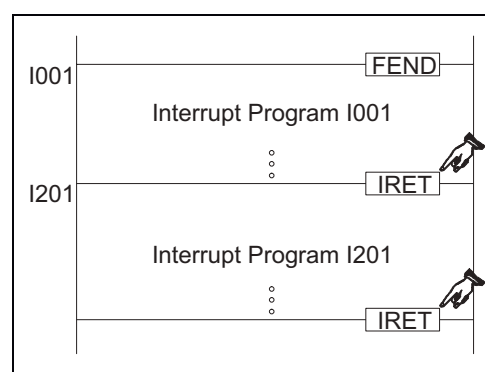 FEND
I001
Interrupt Program I001
IRET
I201
Interrupt Program I201
IRET